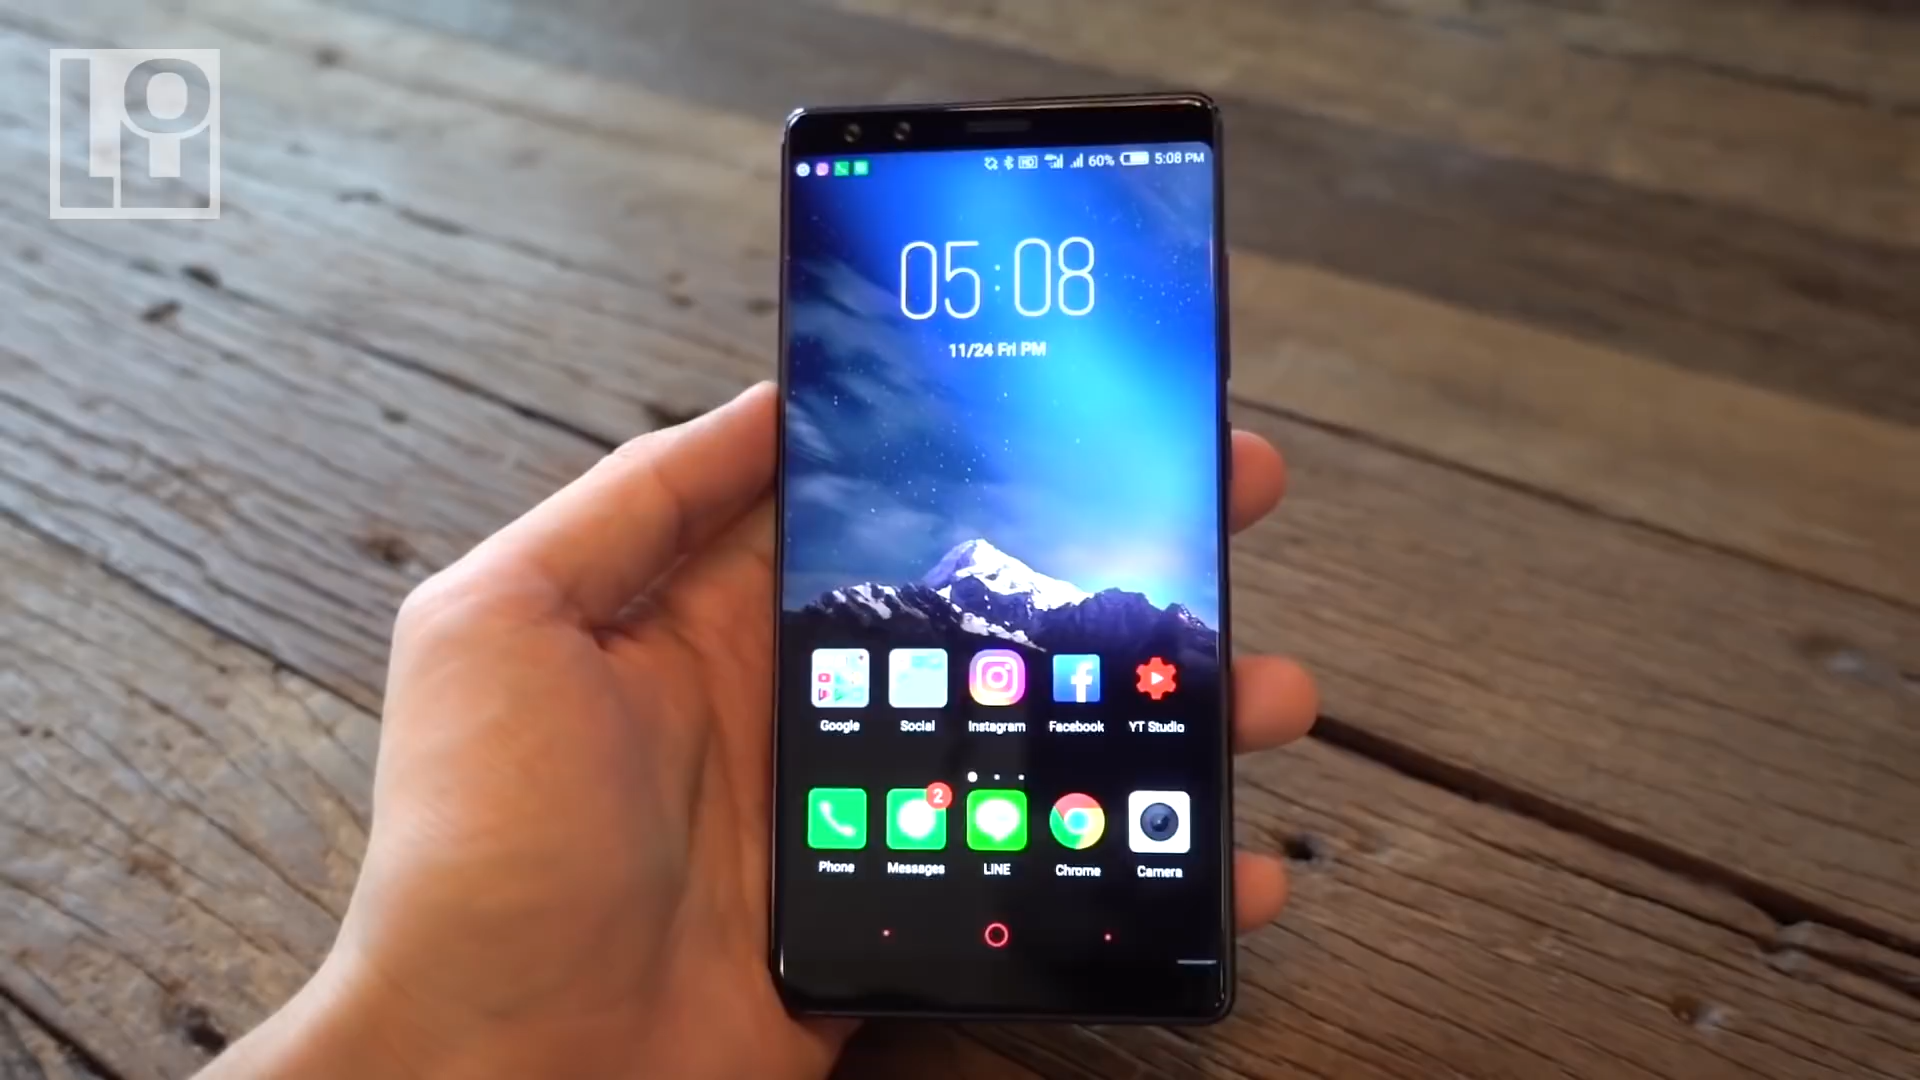 60% 5:08 PM
05:08
11/24 Fri PM
Google Social Instagram Facebook YT Studio
2
Phone Messages LINE Chrome Camera